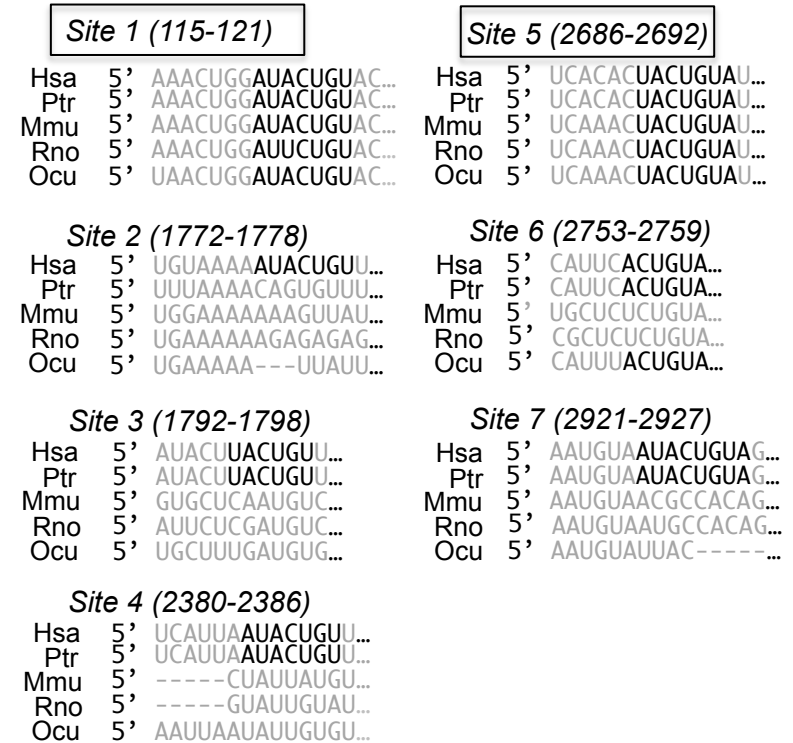 Site 1 (115-121)
Hsa 5’ AAACUGGAUACUGUAC...
Ptr 5’ AAACUGGAUACUGUAC...
Mmu 5’ AAACUGGAUACUGUAC...
Rno 5’ AAACUGGAUUCUGUAC...
Ocu 5’ UAACUGGAUACUGUAC...
Site 2 (1772-1778)
Hsa 5’ UGUAAAAAUACUGUU...
Ptr 5’ UUUAAAACAGUGUUU...
Mmu 5’ UGGAAAAAAAGUUAU...
Rno 5’ UGAAAAAAGAGAGAG...
Ocu 5’ UGAAAAA---UUAUU...
Site 3 (1792-1798)
Hsa 5’ AUACUUACUGUU...
Ptr 5’ AUACUUACUGUU...
Mmu 5’ GUGCUCAAUGUC...
Rno 5’ AUUCUCGAUGUC...
Ocu 5’ UGCUUUGAUGUG...
Site 4 (2380-2386)
Hsa 5’ UCAUUAAUACUGUU...
Ptr 5’ UCAUUAAUACUGUU...
Mmu 5’ -----CUAUUAUGU...
Rno 5’ -----GUAUUGUAU...
Ocu 5’ AAUUAAUAUUGUGU...
Site 5 (2686-2692)
Hsa 5’ UCACACUACUGUAU...
Ptr 5’ UCACACUACUGUAU...
Mmu 5’ UCAAACUACUGUAU...
Rno 5’ UCAAACUACUGUAU...
Ocu 5’ UCAAACUACUGUAU...
Site 6 (2753-2759)
Hsa 5’ CAUUCACUGUA...
Ptr 5’ CAUUCACUGUA...
Mmu 5’ UGCUCUCUGUA...
Rno 5’ CGCUCUCUGUA...
Ocu 5’ CAUUUACUGUA...
Site 7 (2921-2927)
Hsa 5’ AAUGUAAUACUGUAG...
Ptr 5’ AAUGUAAUACUGUAG...
Mmu 5’ AAUGUAACGCCACAG...
Rno 5’ AAUGUAAUGCCACAG...
Ocu 5’ AAUGUAUUAC-----...